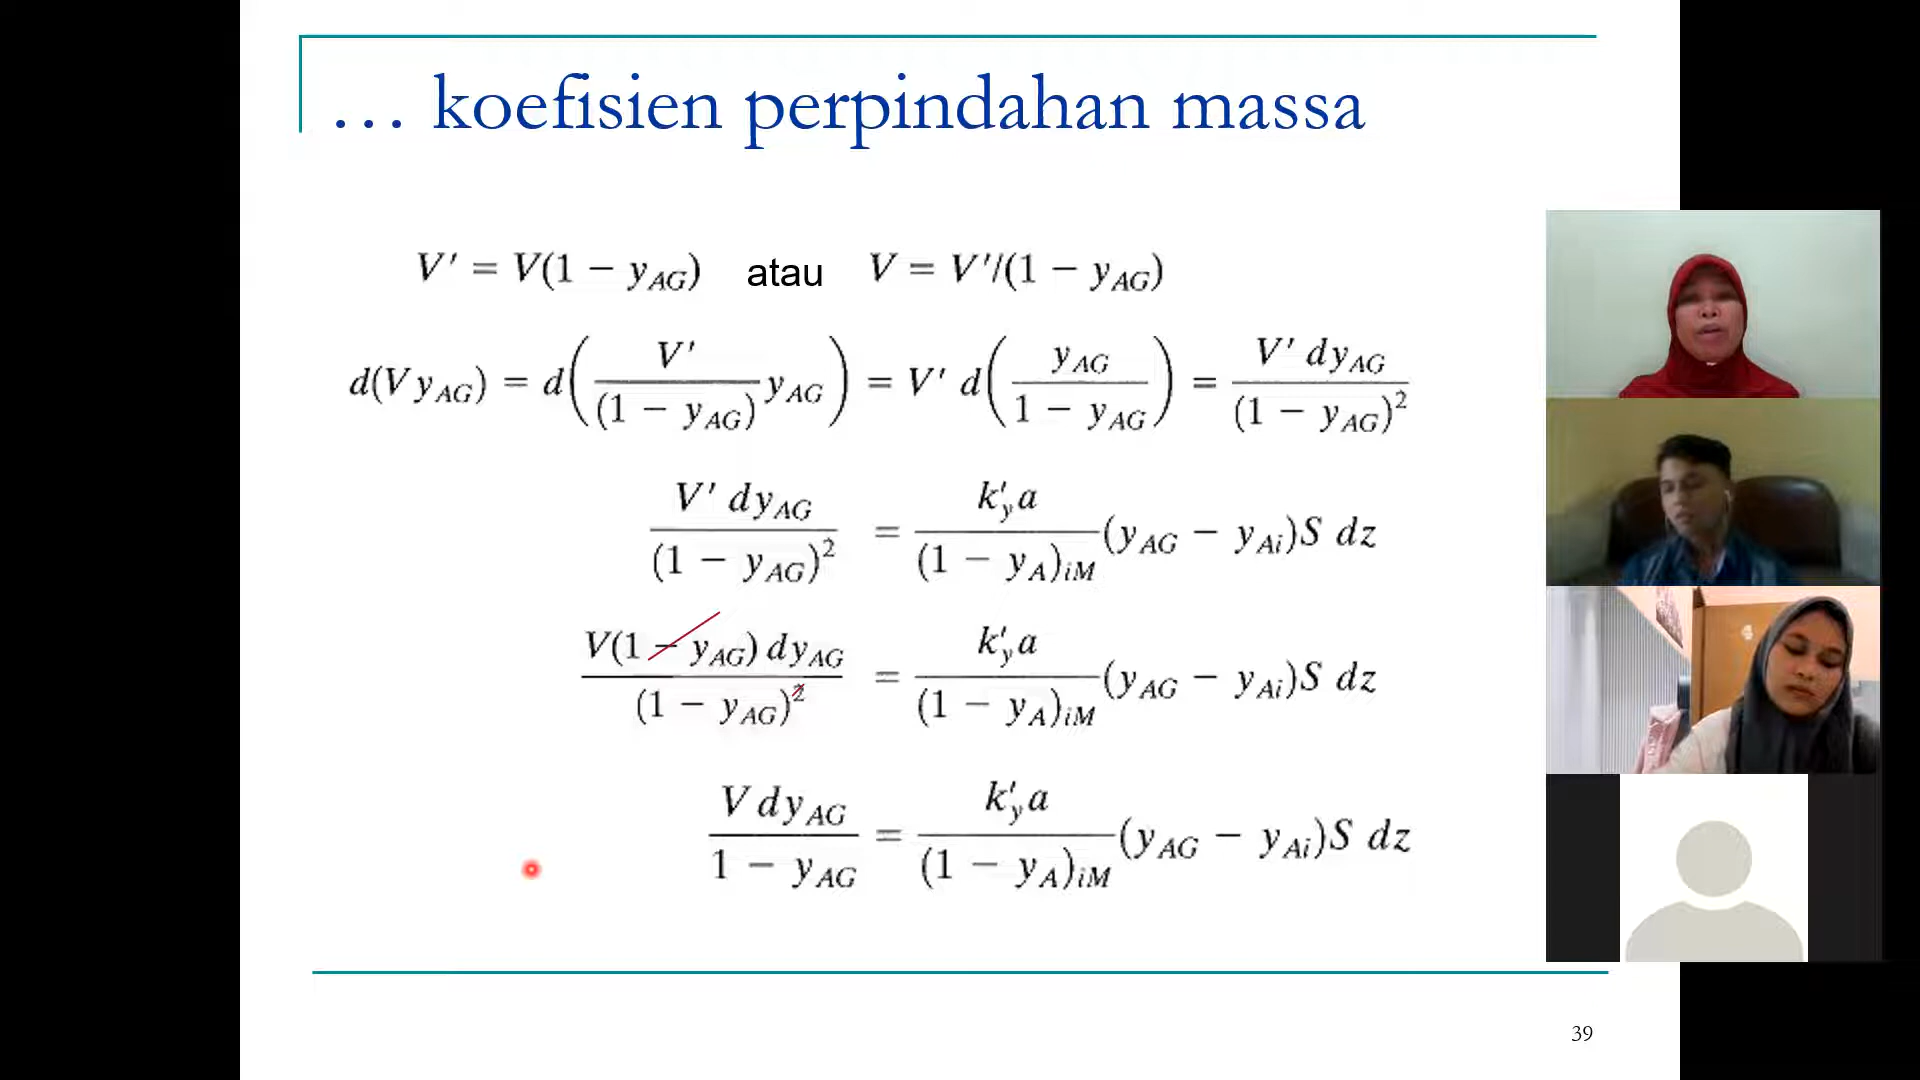 … koefisien perpindahan massa
V' = V(1 − y_AG) atau V = V'/(1 − y_AG)
d(Vy_AG) = d(V'/(1 − y_AG) y_AG) = V' d(y_AG/(1 − y_AG)) = V' dy_AG/(1 − y_AG)²
V' dy_AG/(1 − y_AG)² = k'_y a/(1 − y_A)_iM (y_AG − y_Ai)S dz
V(1 − y_AG) dy_AG/(1 − y_AG)² = k'_y a/(1 − y_A)_iM (y_AG − y_Ai)S dz
V dy_AG/(1 − y_AG) = k'_y a/(1 − y_A)_iM (y_AG − y_Ai)S dz
39